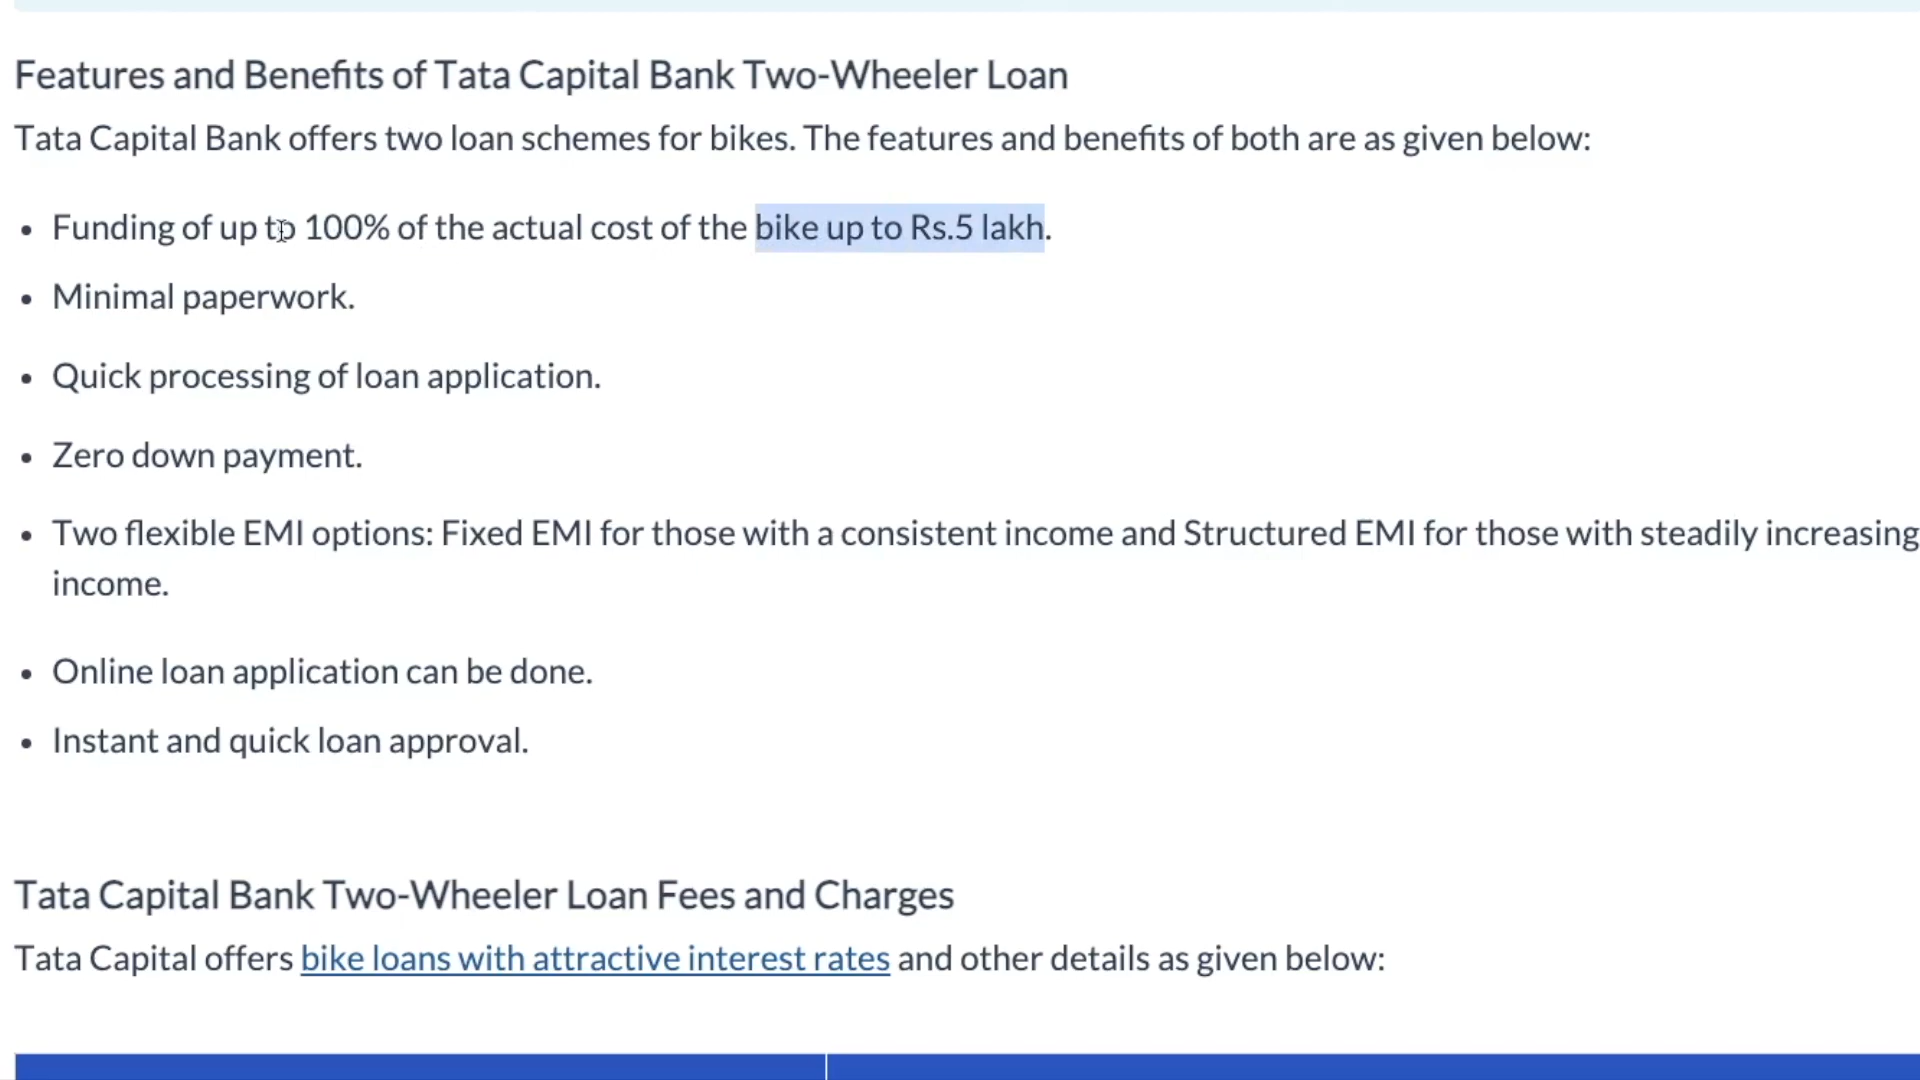 Features and Benefits of Tata Capital Bank Two-Wheeler Loan
Tata Capital Bank offers two loan schemes for bikes. The features and benefits of both are as given below:
• Funding of up to 100% of the actual cost of the bike up to Rs.5 lakh.
• Minimal paperwork.
• Quick processing of loan application.
• Zero down payment.
• Two flexible EMI options: Fixed EMI for those with a consistent income and Structured EMI for those with steadily increasing
income.
• Online loan application can be done.
• Instant and quick loan approval.
Tata Capital Bank Two-Wheeler Loan Fees and Charges
Tata Capital offers bike loans with attractive interest rates and other details as given below: